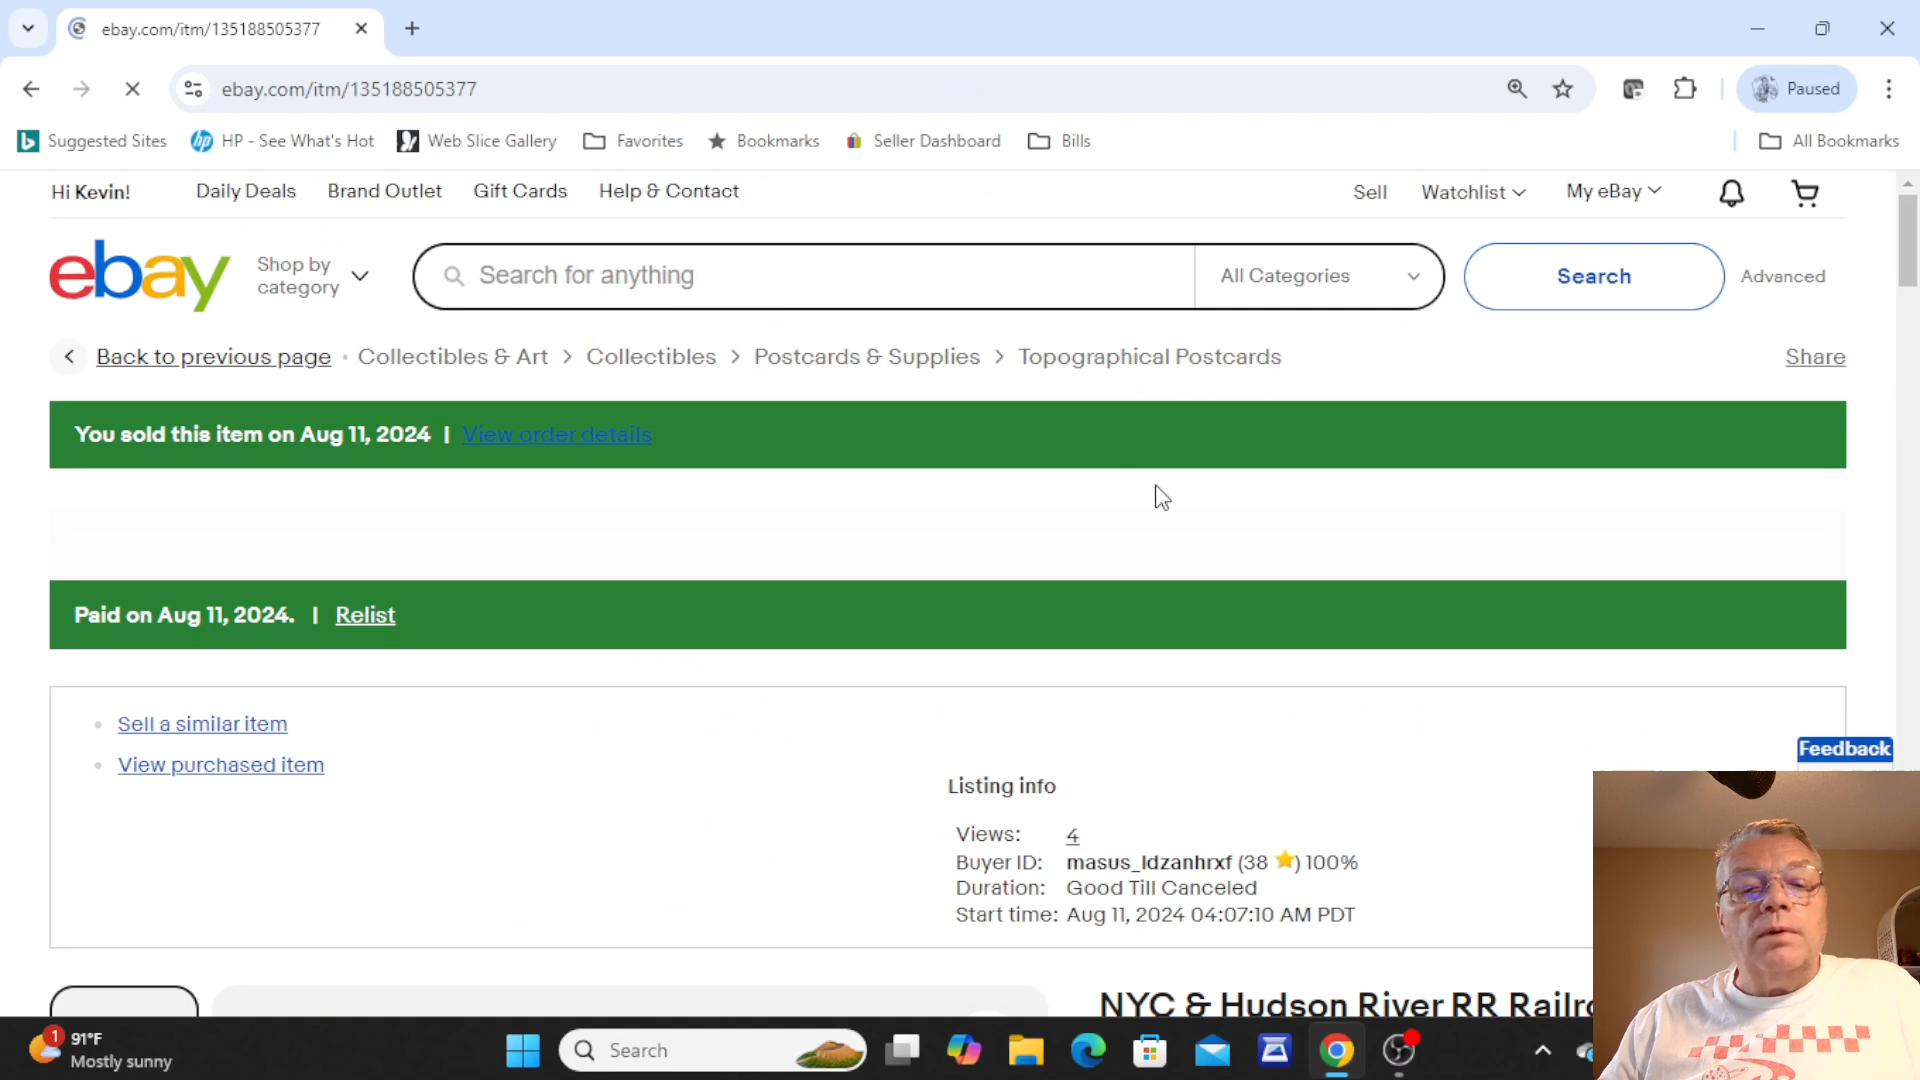 ebay.com/itm/135188505377
ebay.com/itm/135188505377
Paused
Suggested Sites
HP - See What's Hot
Web Slice Gallery
Favorites
Bookmarks
Seller Dashboard
Bills
All Bookmarks
Hi Kevin!
Daily Deals
Brand Outlet
Gift Cards
Help & Contact
Sell
Watchlist
My eBay
ebay
Shop by
category
Search for anything
All Categories
Search
Advanced
Back to previous page
Collectibles & Art > Collectibles > Postcards & Supplies > Topographical Postcards
Share
You sold this item on Aug 11, 2024 | View order details
Paid on Aug 11, 2024. | Relist
Sell a similar item
View purchased item
Feedback
Listing info
Views: 4
Buyer ID: masus_ldzanhrxf (38 ⭐) 100%
Duration: Good Till Canceled
Start time: Aug 11, 2024 04:07:10 AM PDT
NYC & Hudson River RR Railro
1
91°F
Mostly sunny
Search